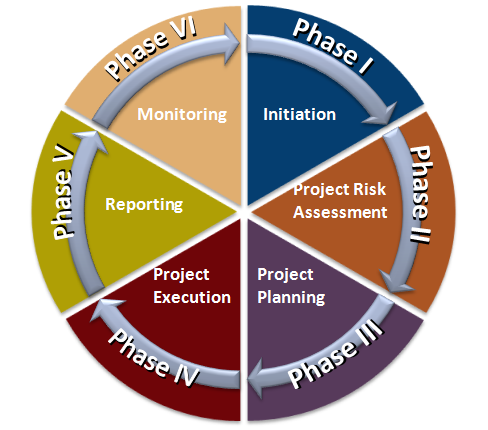 Phase I
Initiation
Phase II
Project Risk
Assessment
Phase III
Project
Planning
Phase IV
Project
Execution
Phase V
Reporting
Phase VI
Monitoring